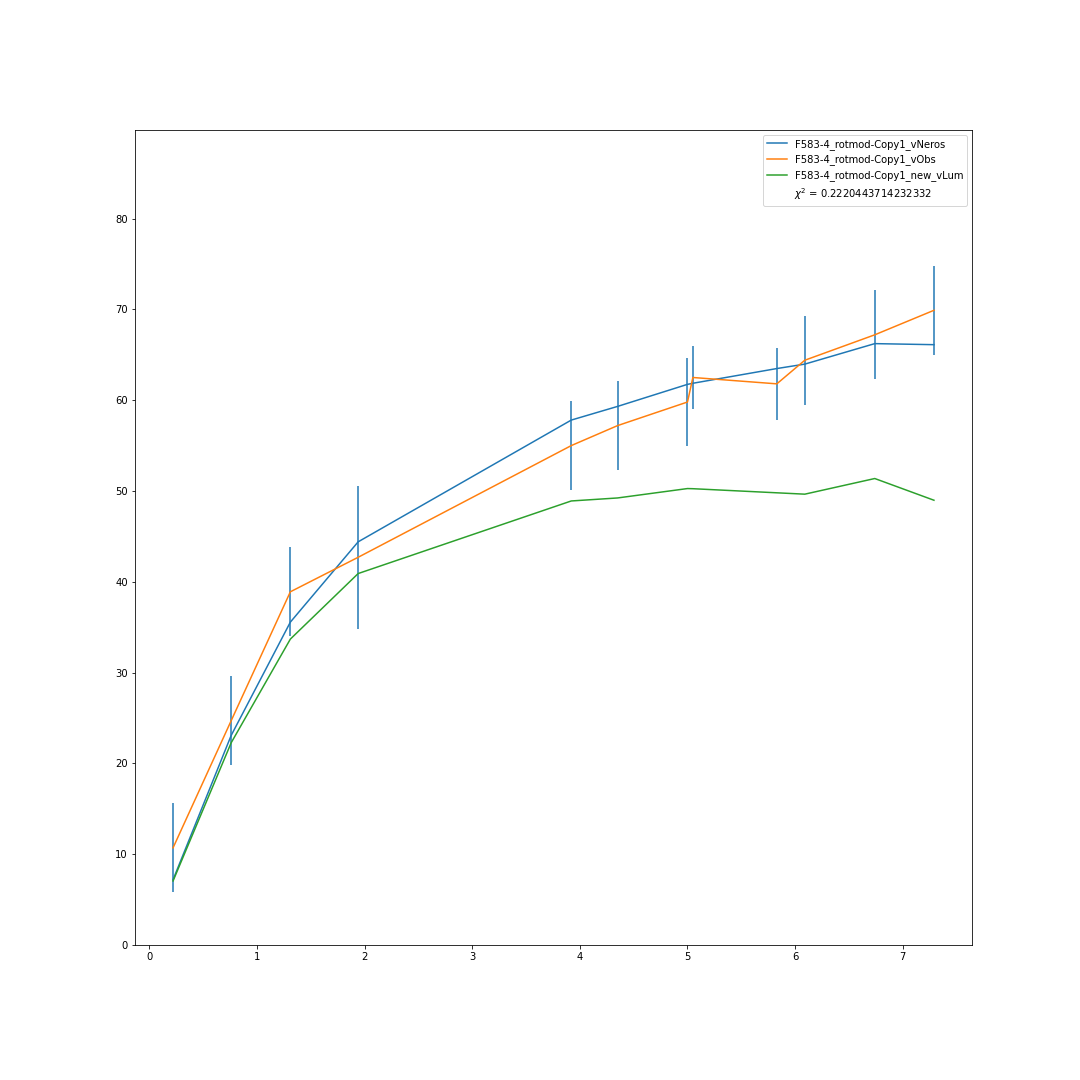 F583-4_rotmod-Copy1_vNeros
F583-4_rotmod-Copy1_vObs
F583-4_rotmod-Copy1_new_vLum
χ² = 0.2220443714232332
80
70
60
50
40
30
20
10
0
0 1 2 3 4 5 6 7